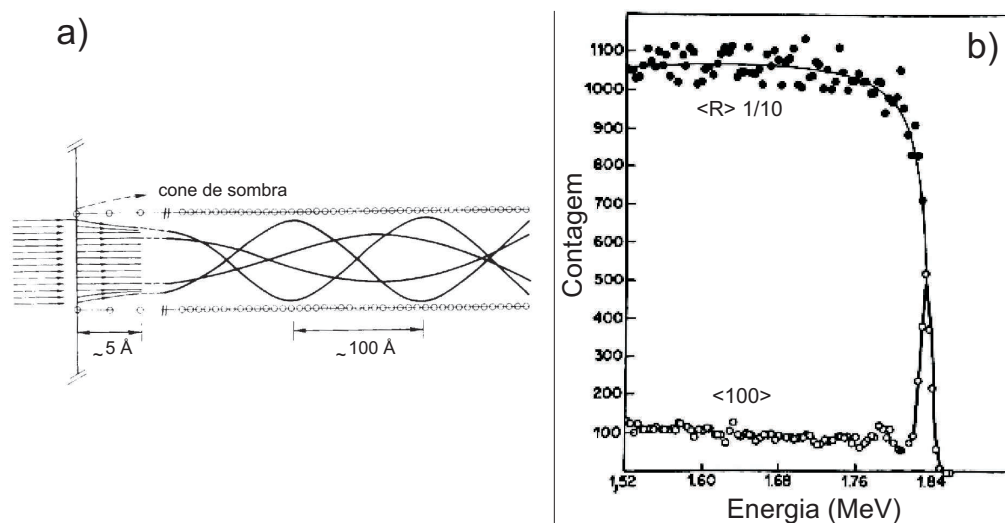 a)
cone de sombra
~5 Å
~100 Å
b)
Contagem
1100
1000
900
800
700
600
500
400
300
200
100
<R> 1/10
<100>
1,52
1.60
1.68
1.76
1.84
Energia (MeV)